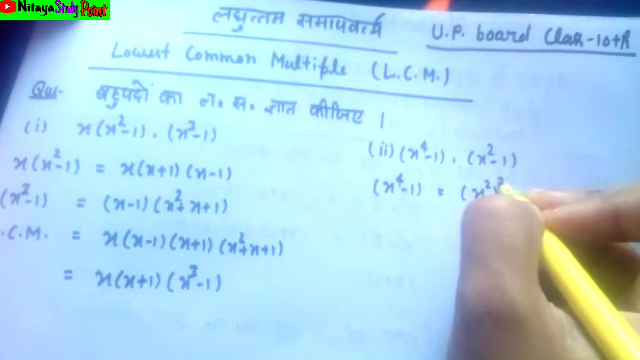 Nitaya Study Point
लघुत्तम समापवर्त्य
U.P. board Class-10th
Lowest Common Multiple (L.C.M.)
Que- बहुपदों का ल० स० ज्ञात कीजिए।
(i) x(x²-1), (x³-1)
x(x²-1) = x(x+1)(x-1)
(x³-1) = (x-1)(x²+x+1)
.C.M. = x(x-1)(x+1)(x²+x+1)
= x(x+1)(x³-1)
(ii) (x⁴-1), (x²-1)
(x⁴-1) = (x²)²